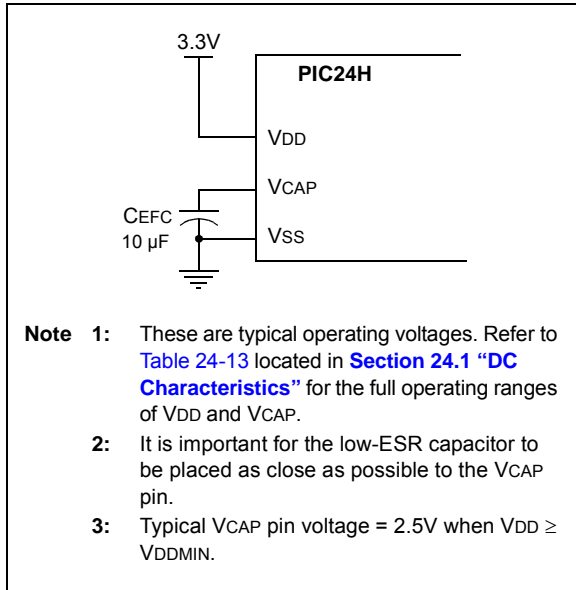 3.3V
PIC24H
VDD
VCAP
CEFC
10 µF
VSS
Note 1: These are typical operating voltages. Refer to
Table 24-13 located in Section 24.1 “DC
Characteristics” for the full operating ranges
of VDD and VCAP.
2: It is important for the low-ESR capacitor to
be placed as close as possible to the VCAP
pin.
3: Typical VCAP pin voltage = 2.5V when VDD ≥
VDDMIN.